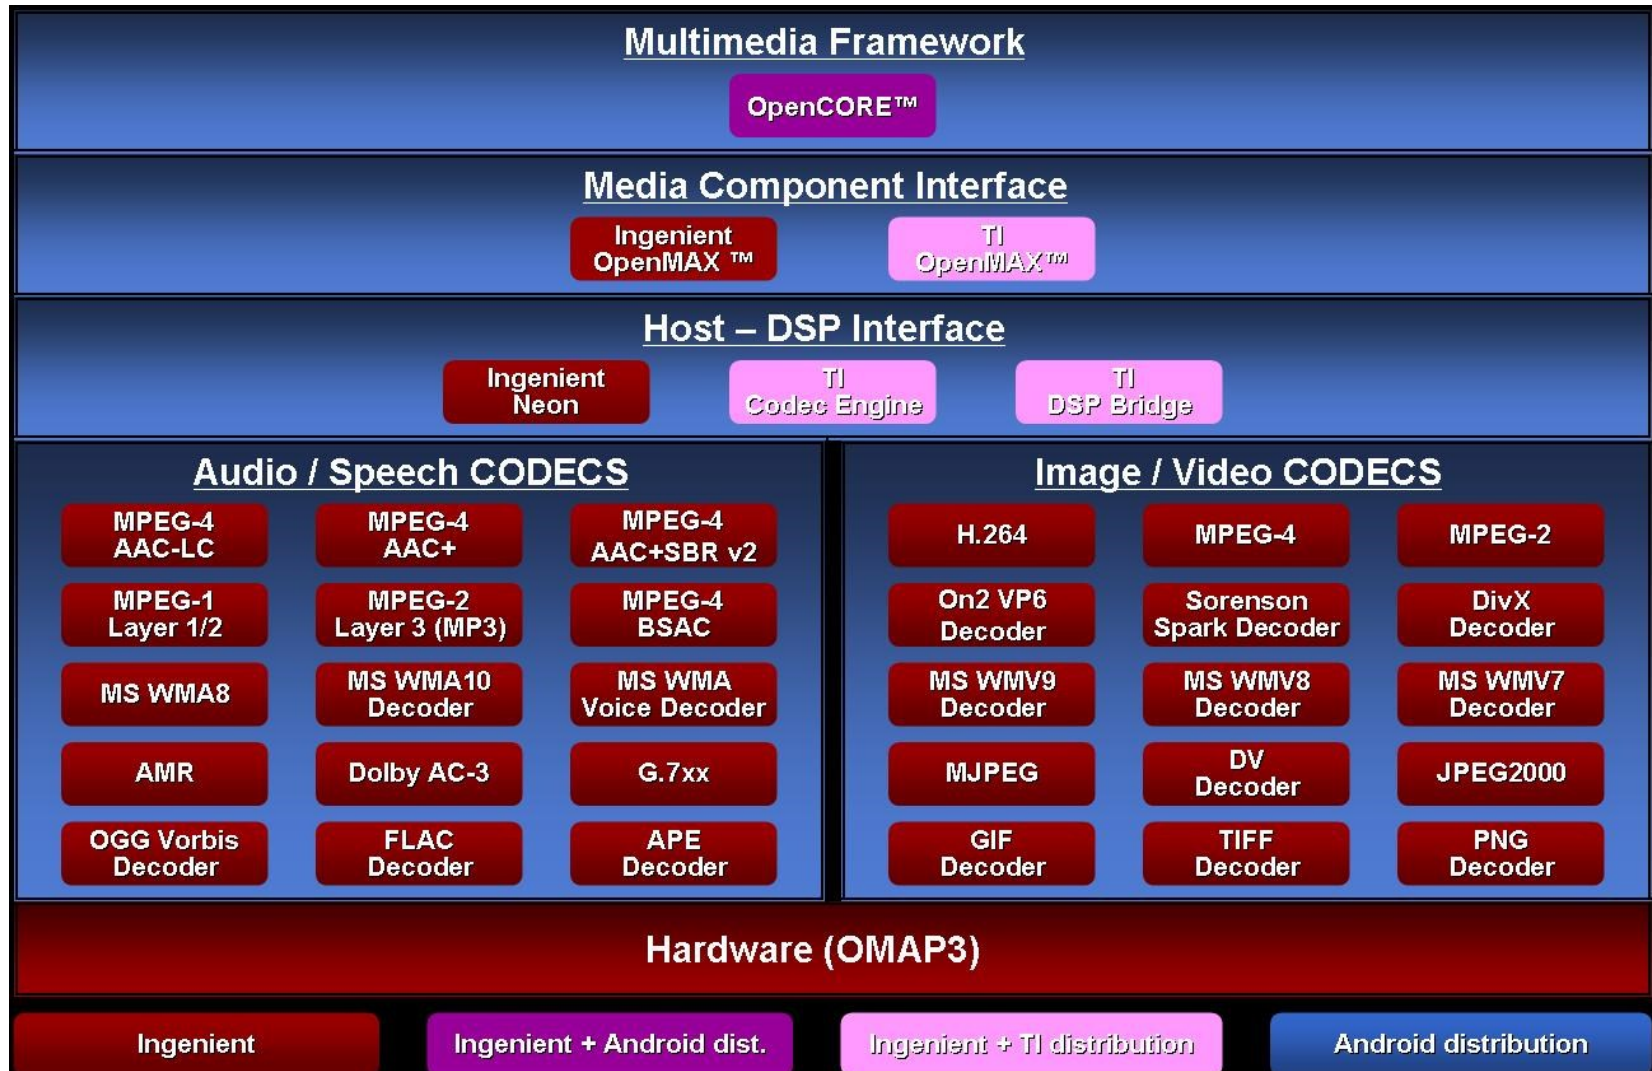 Multimedia Framework
OpenCORE™
Media Component Interface
Ingenient
OpenMAX ™
TI
OpenMAX™
Host – DSP Interface
Ingenient
Neon
TI
Codec Engine
TI
DSP Bridge
Audio / Speech CODECS
MPEG-4
AAC-LC
MPEG-4
AAC+
MPEG-4
AAC+SBR v2
MPEG-1
Layer 1/2
MPEG-2
Layer 3 (MP3)
MPEG-4
BSAC
MS WMA8
MS WMA10
Decoder
MS WMA
Voice Decoder
AMR
Dolby AC-3
G.7xx
OGG Vorbis
Decoder
FLAC
Decoder
APE
Decoder
Image / Video CODECS
H.264
MPEG-4
MPEG-2
On2 VP6
Decoder
Sorenson
Spark Decoder
DivX
Decoder
MS WMV9
Decoder
MS WMV8
Decoder
MS WMV7
Decoder
MJPEG
DV
Decoder
JPEG2000
GIF
Decoder
TIFF
Decoder
PNG
Decoder
Hardware (OMAP3)
Ingenient
Ingenient + Android dist.
Ingenient + TI distribution
Android distribution